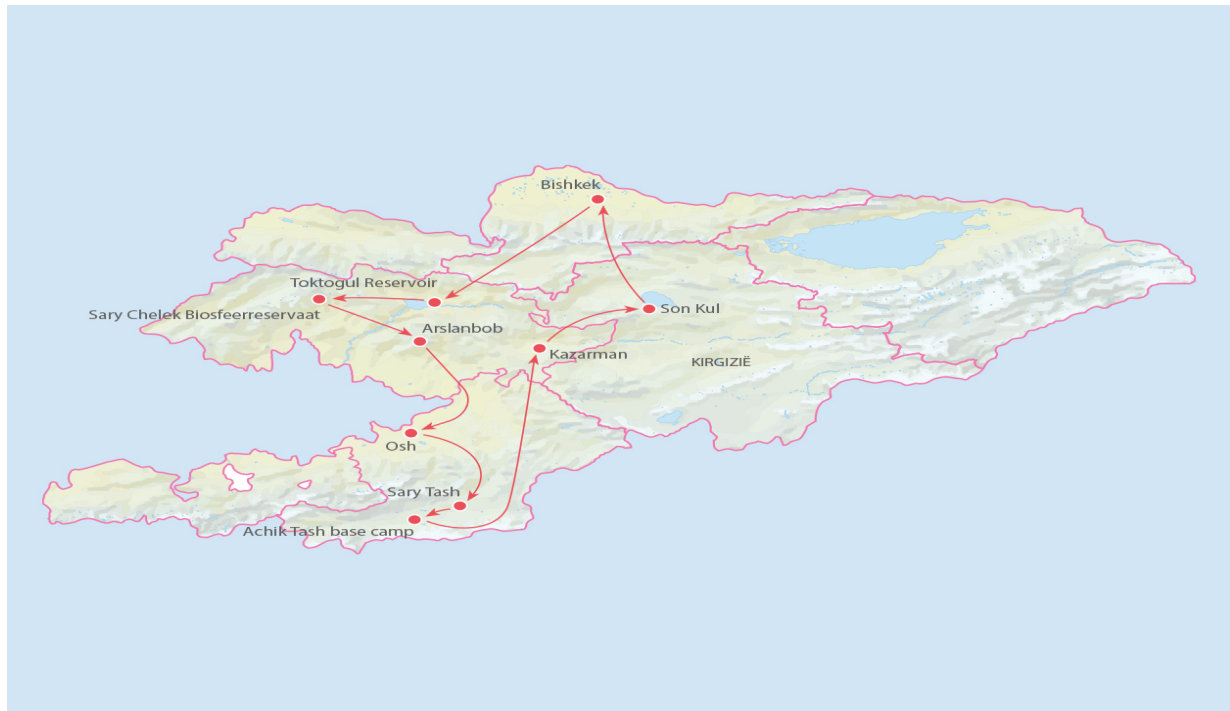 Bishkek
Toktogul Reservoir
Sary Chelek Biosfeerreservaat
Son Kul
Arslanbob
Kazarman
KIRGIZIË
Osh
Sary Tash
Achik Tash base camp